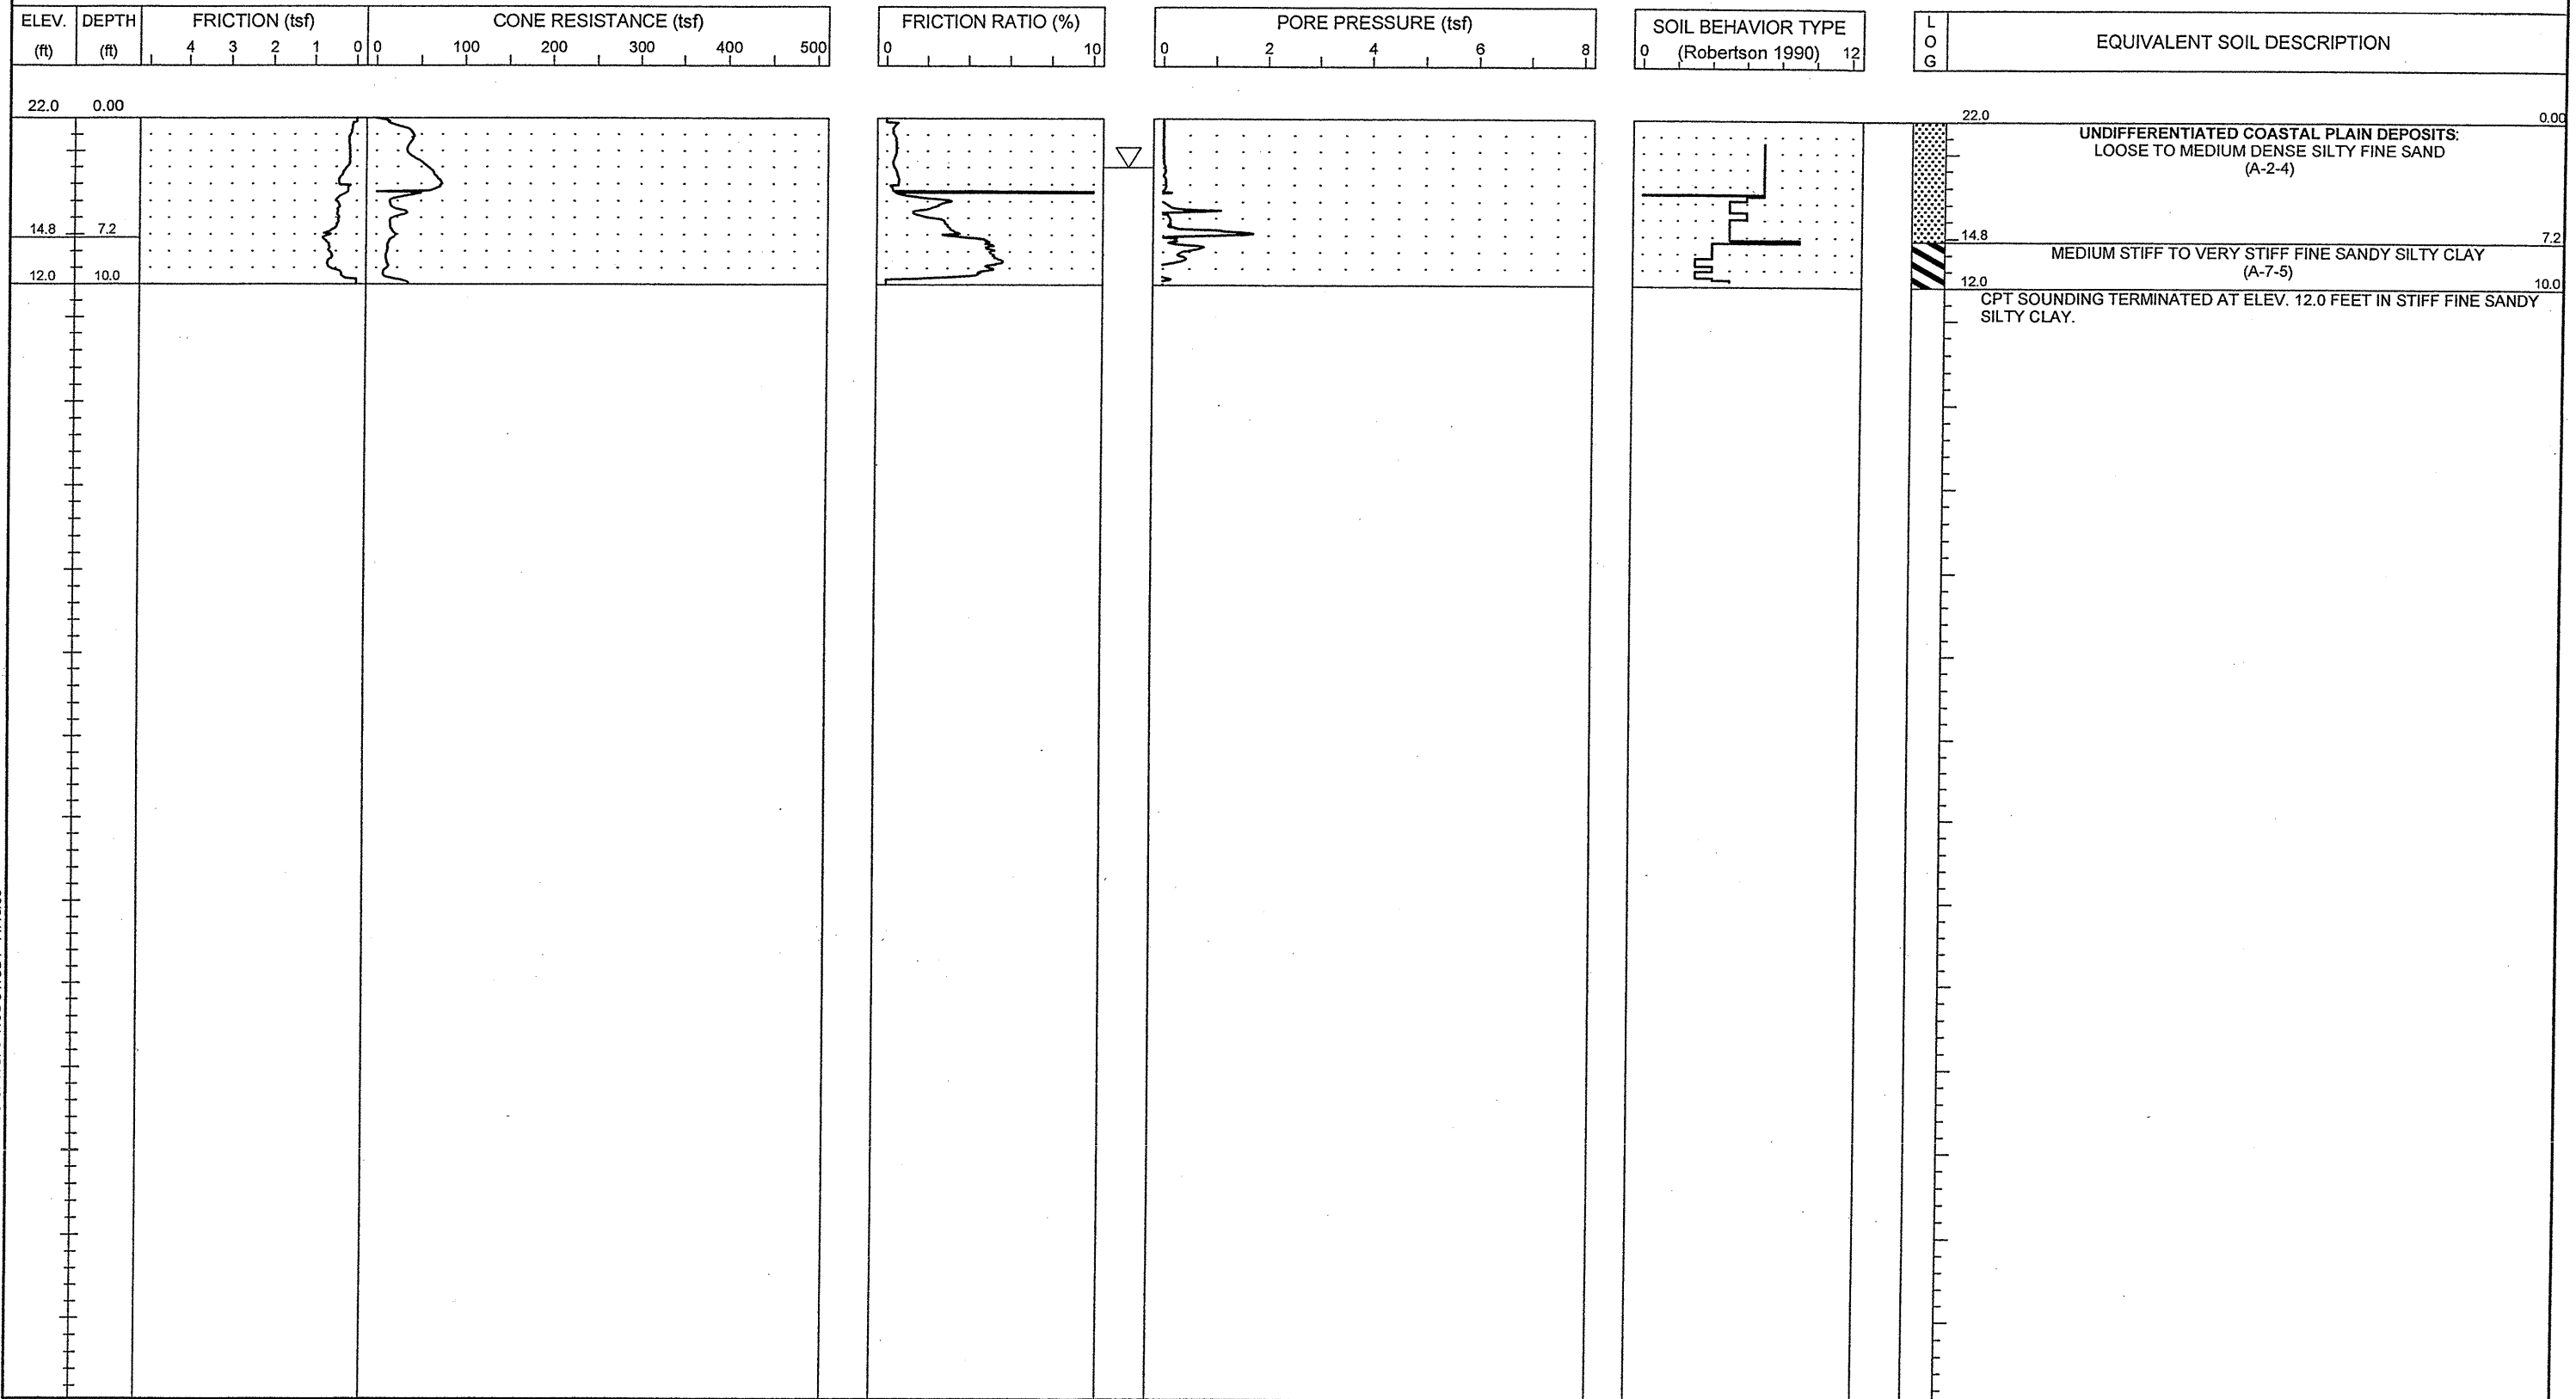 ELEV. DEPTH FRICTION (tsf) CONE RESISTANCE (tsf) FRICTION RATIO (%) PORE PRESSURE (tsf) SOIL BEHAVIOR TYPE L
(ft) (ft) 4 3 2 1 0 0 100 200 300 400 500 0 10 0 2 4 6 8 0 (Robertson 1990) 12 O EQUIVALENT SOIL DESCRIPTION
G
22.0 0.00 22.0 0.00
UNDIFFERENTIATED COASTAL PLAIN DEPOSITS:
LOOSE TO MEDIUM DENSE SILTY FINE SAND
(A-2-4)
14.8 7.2 14.8 7.2
MEDIUM STIFF TO VERY STIFF FINE SANDY SILTY CLAY
(A-7-5)
12.0 10.0 12.0 10.0
CPT SOUNDING TERMINATED AT ELEV. 12.0 FEET IN STIFF FINE SANDY
SILTY CLAY.